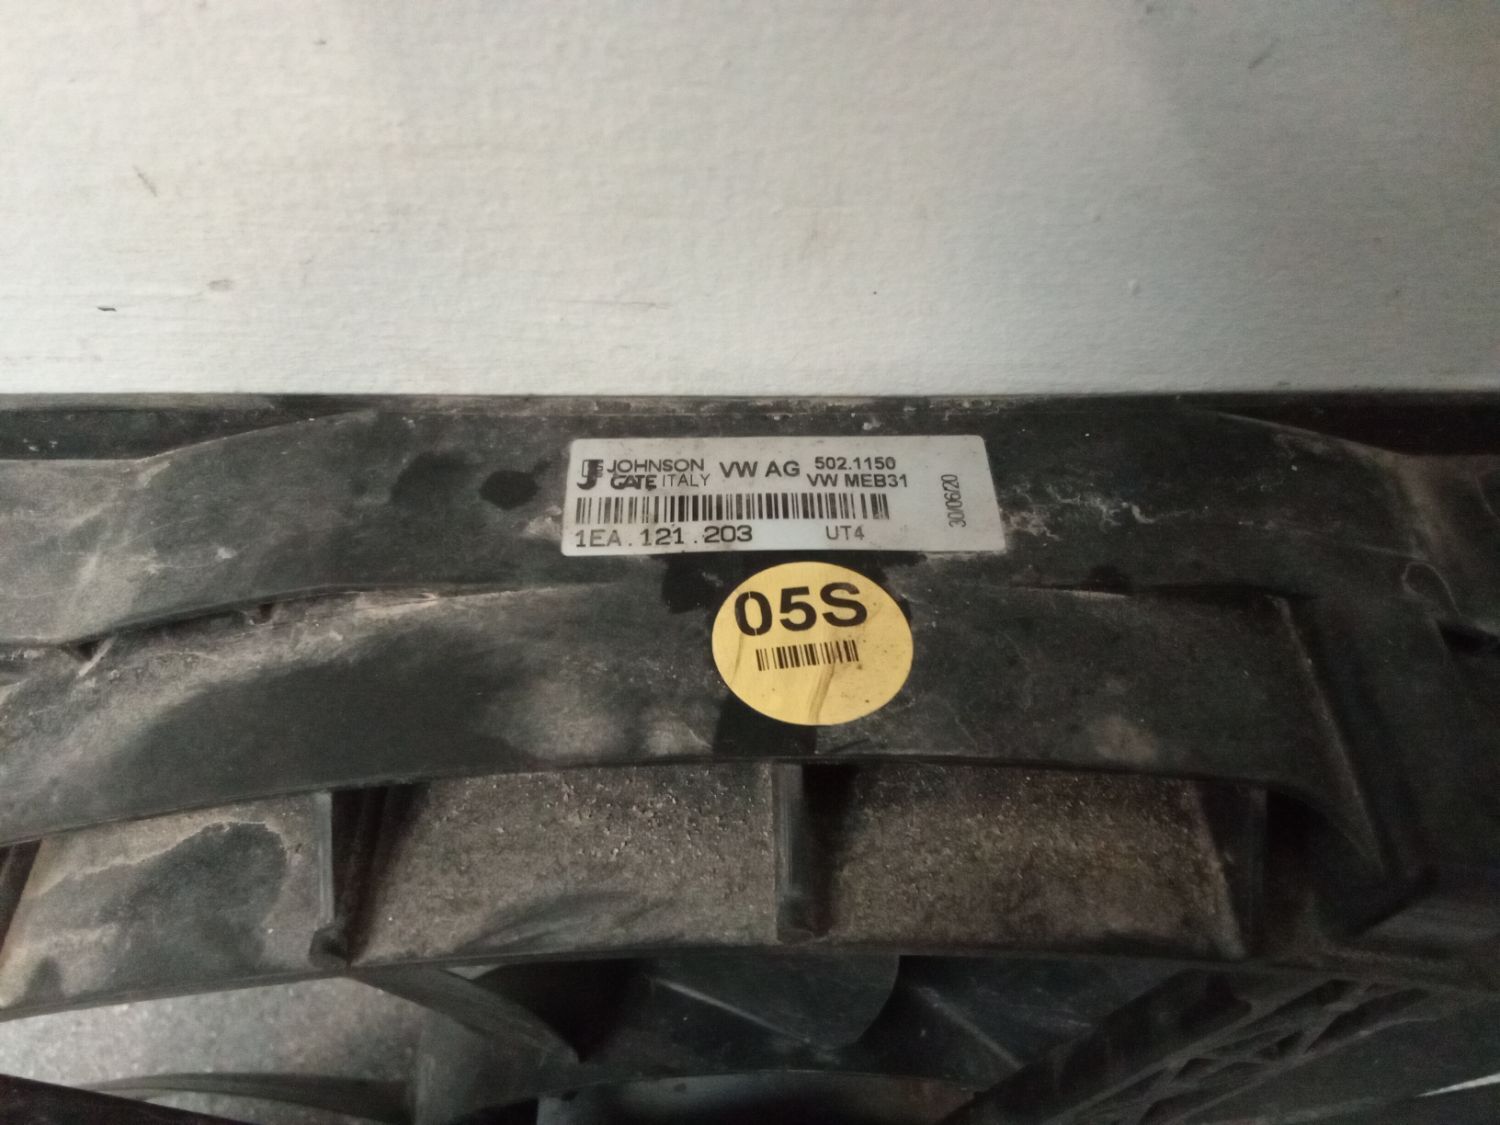 JOHNSON GATE ITALY VW AG 502.1150
VW MEB31
1EA.121.203 UT4
30/06/20
05S